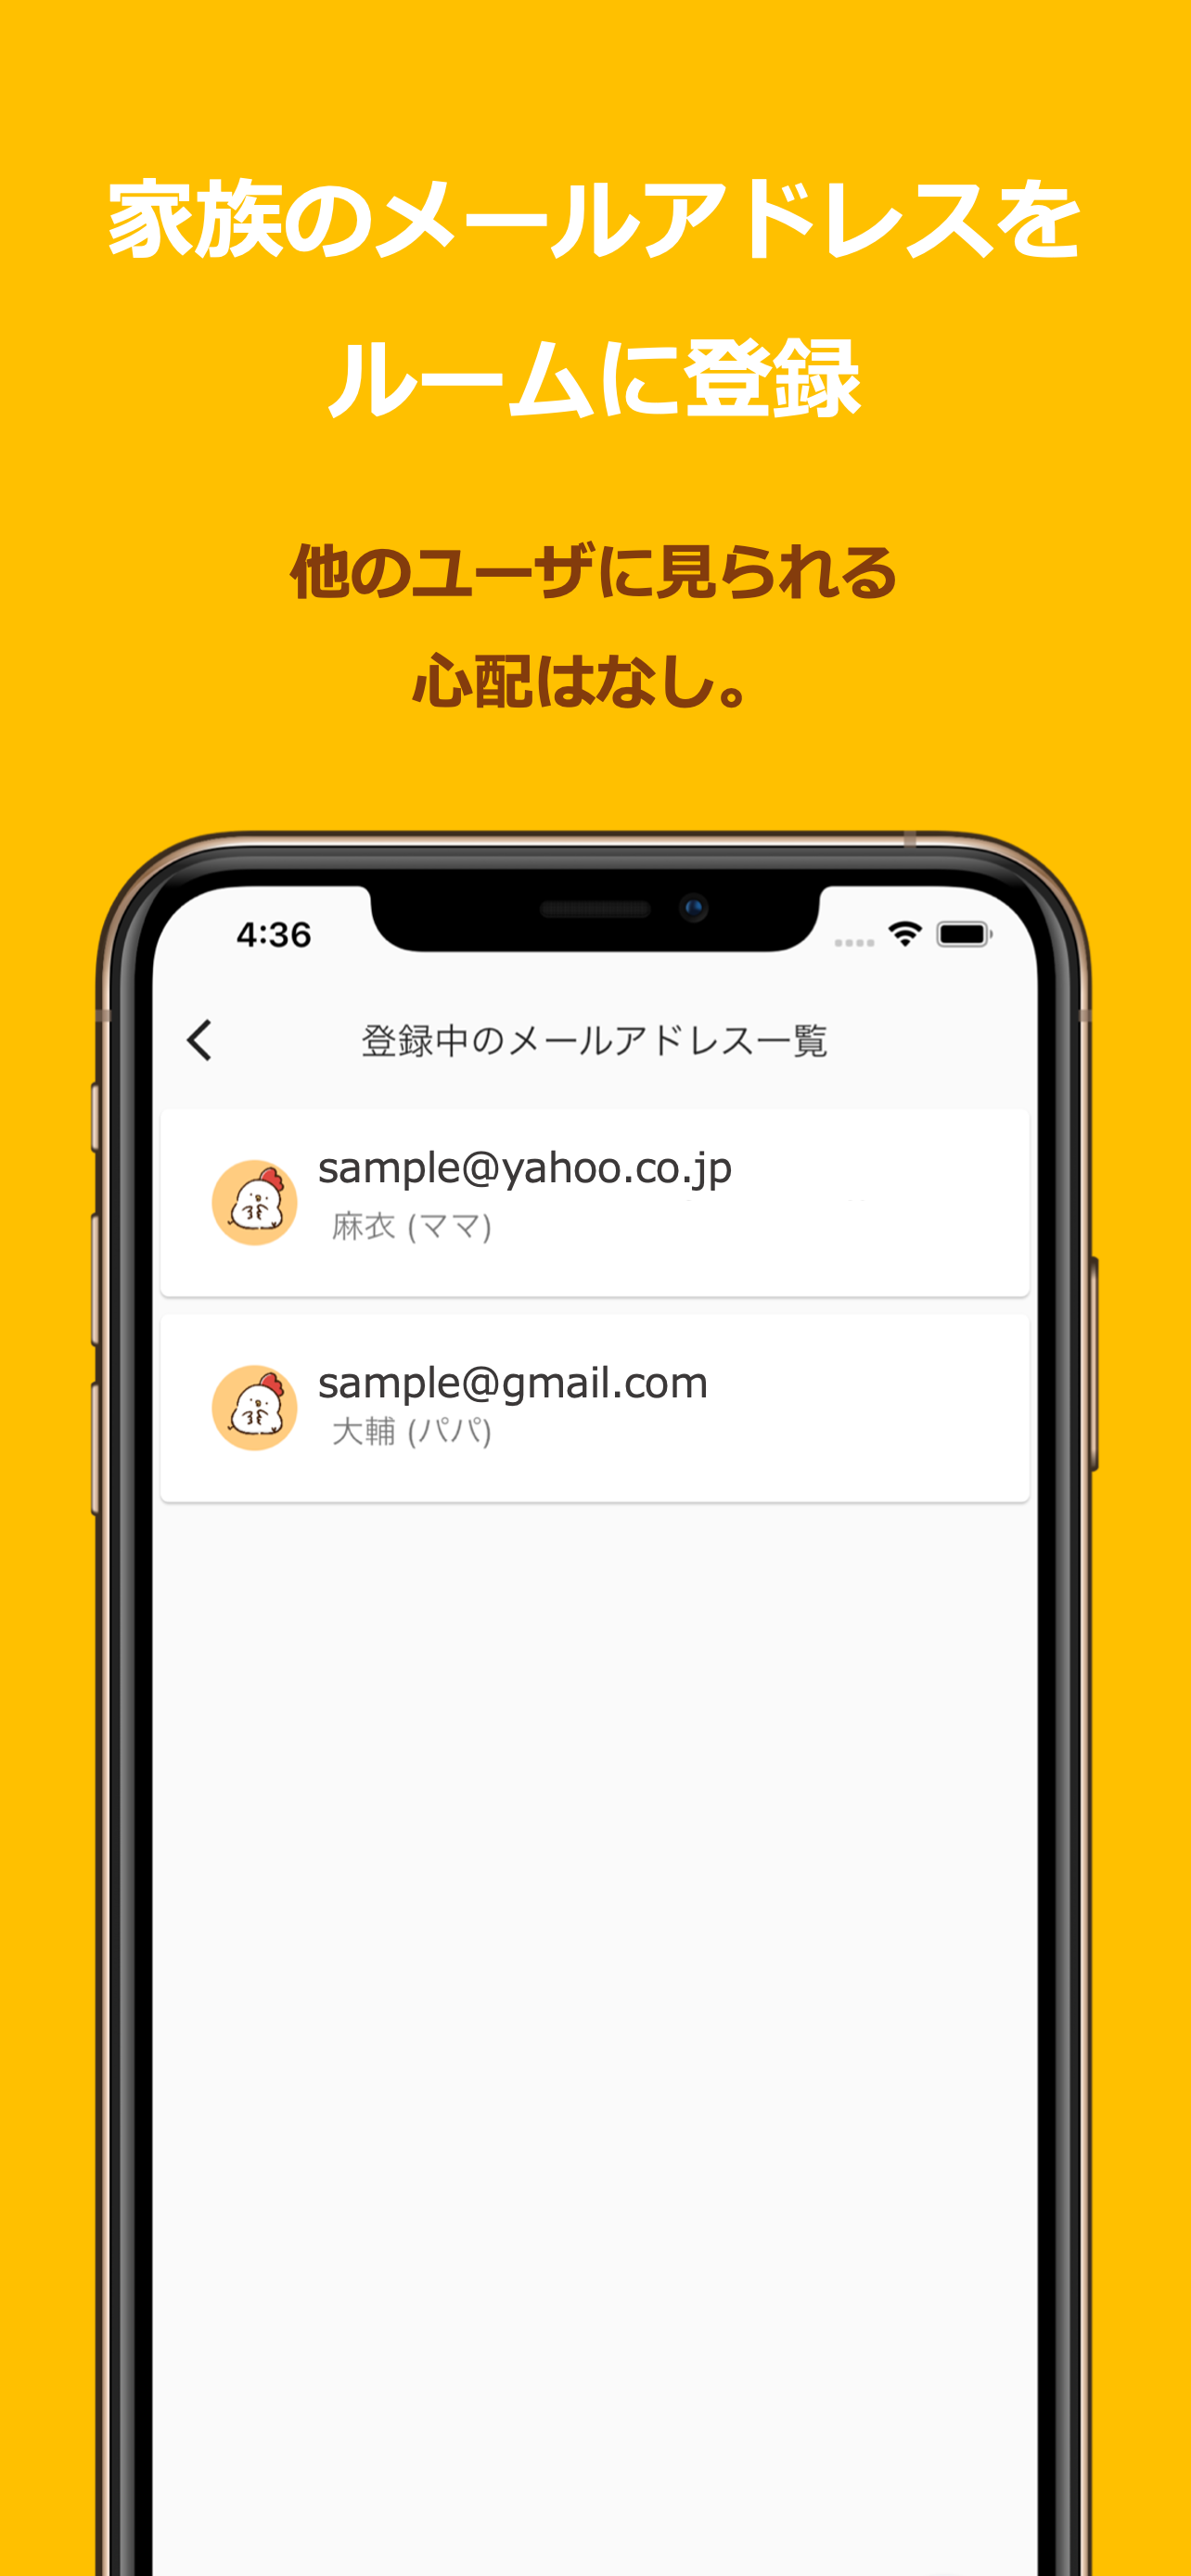 家族のメールアドレスを
ルームに登録
他のユーザに見られる
心配はなし。
4:36
登録中のメールアドレス一覧
sample@yahoo.co.jp
麻衣 (ママ)
sample@gmail.com
大輔 (パパ)